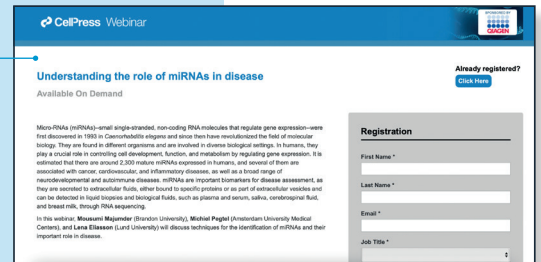 CellPress Webinar
SPONSORED BY
QIAGEN
Understanding the role of miRNAs in disease
Available On Demand
Already registered?
Click Here
Micro-RNAs (miRNAs)–small single-stranded, non-coding RNA molecules that regulate gene expression–were
first discovered in 1993 in Caenorhabditis elegans and since then have revolutionized the field of molecular
biology. They are found in different organisms and are involved in diverse biological settings. In humans, they
play a crucial role in controlling cell development, function, and metabolism by regulating gene expression. It is
estimated that there are around 2,300 mature miRNAs expressed in humans, and several of them are
associated with cancer, cardiovascular, and inflammatory diseases, as well as a broad range of
neurodevelopmental and autoimmune diseases. miRNAs are important biomarkers for disease assessment, as
they are secreted to extracellular fluids, either bound to specific proteins or as part of extracellular vesicles and
can be detected in liquid biopsies and biological fluids, such as plasma and serum, saliva, cerebrospinal fluid,
and breast milk, through RNA sequencing.
In this webinar, Mousumi Majumder (Brandon University), Michiel Pegtel (Amsterdam University Medical
Centers), and Lena Eliasson (Lund University) will discuss techniques for the identification of miRNAs and their
important role in disease.
Registration
First Name *
Last Name *
Email *
Job Title *